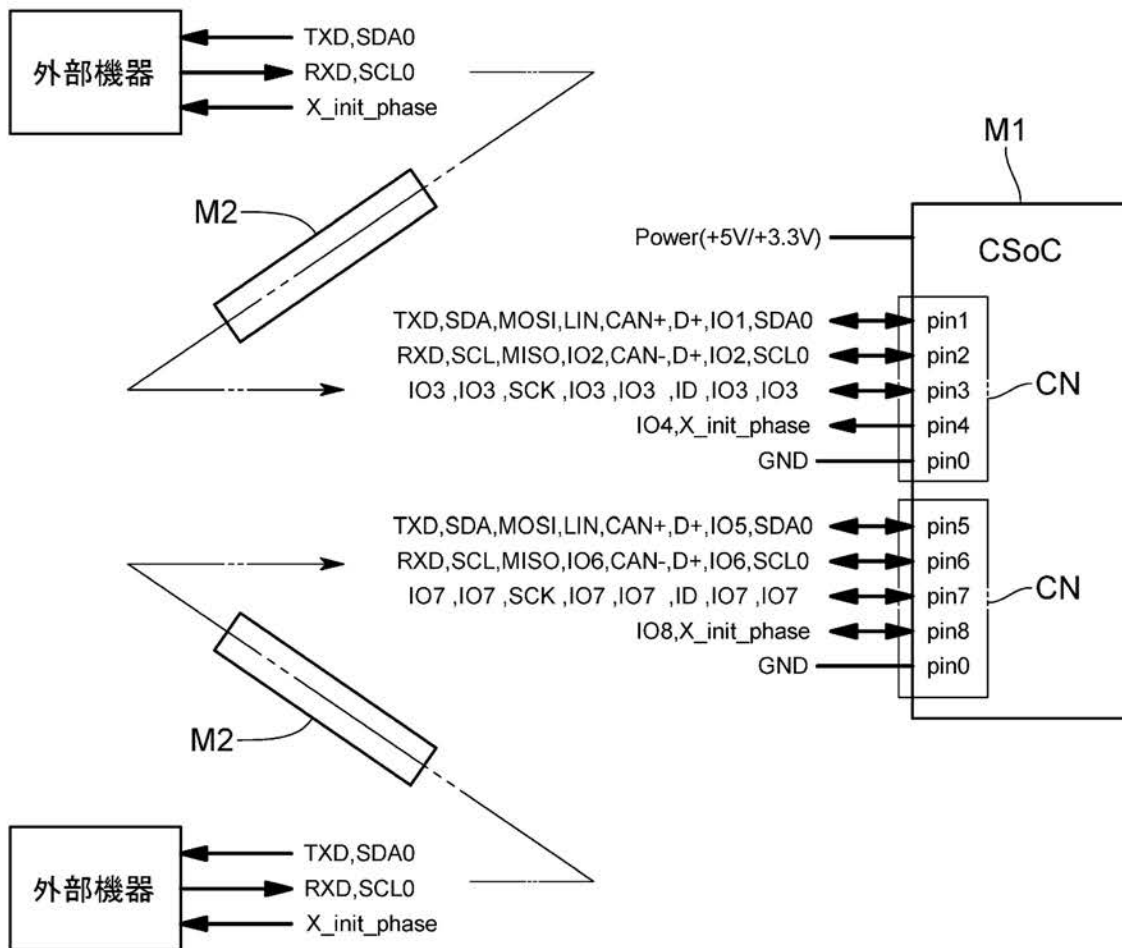 外部機器
TXD,SDA0
RXD,SCL0
X_init_phase
M2
M1
CSoC
Power(+5V/+3.3V)
TXD,SDA,MOSI,LIN,CAN+,D+,IO1,SDA0
pin1
RXD,SCL,MISO,IO2,CAN-,D+,IO2,SCL0
pin2
IO3 ,IO3 ,SCK ,IO3 ,IO3 ,ID ,IO3 ,IO3
pin3
CN
IO4,X_init_phase
pin4
GND
pin0
TXD,SDA,MOSI,LIN,CAN+,D+,IO5,SDA0
pin5
RXD,SCL,MISO,IO6,CAN-,D+,IO6,SCL0
pin6
IO7 ,IO7 ,SCK ,IO7 ,IO7 ,ID ,IO7 ,IO7
pin7
CN
IO8,X_init_phase
pin8
GND
pin0
M2
外部機器
TXD,SDA0
RXD,SCL0
X_init_phase